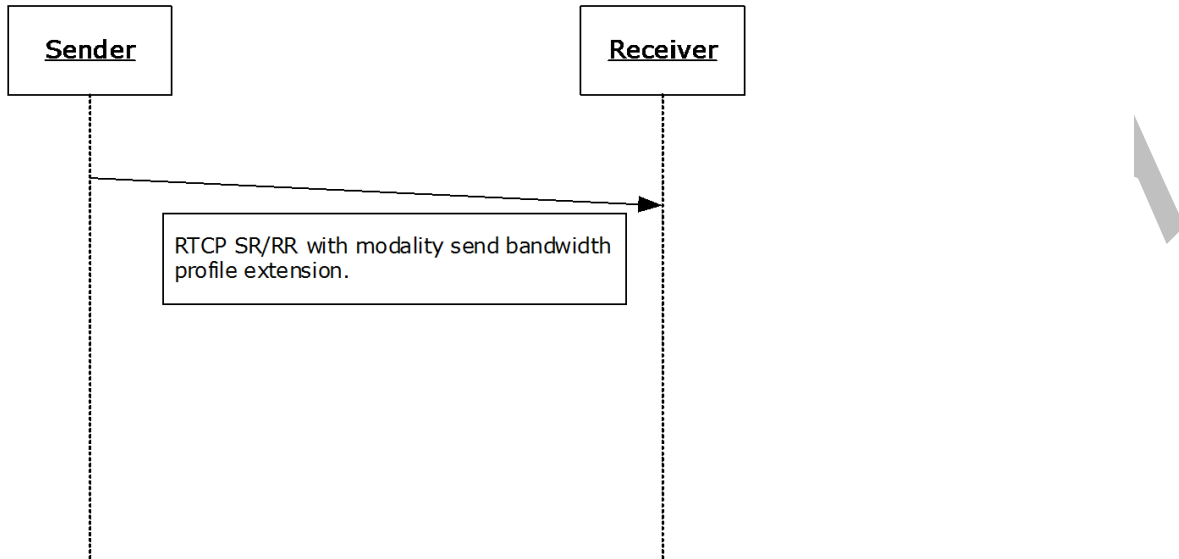 Sender
Receiver
RTCP SR/RR with modality send bandwidth
profile extension.